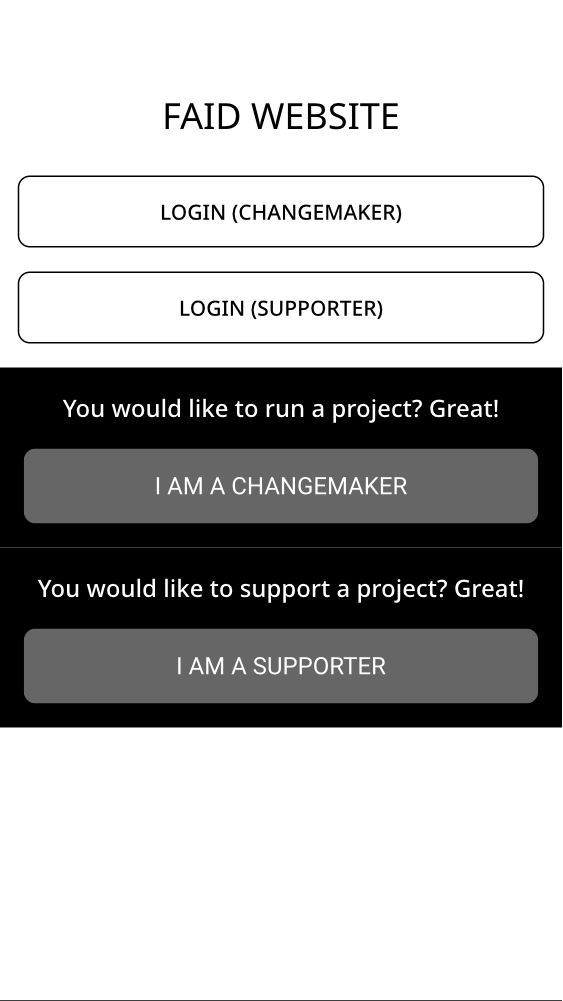 FAID WEBSITE
LOGIN (CHANGEMAKER)
LOGIN (SUPPORTER)
You would like to run a project? Great!
I AM A CHANGEMAKER
You would like to support a project? Great!
I AM A SUPPORTER